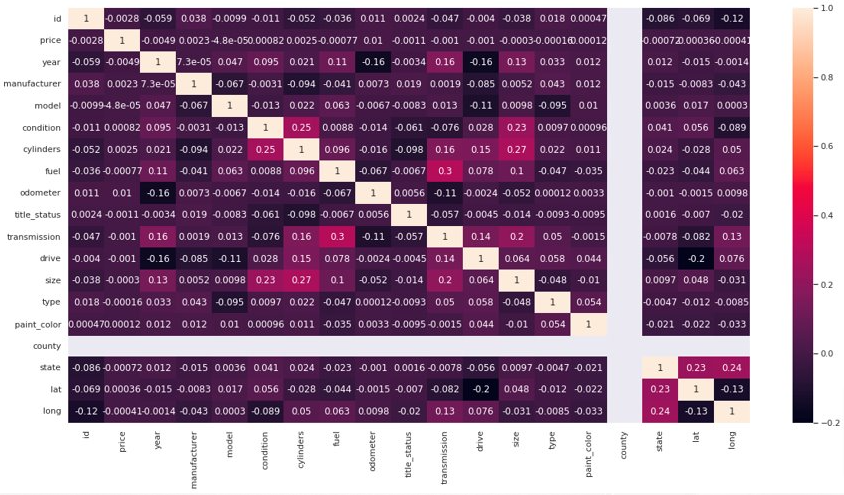 id 1 -0.0028 -0.059 0.038 -0.0099 -0.011 -0.052 -0.036 0.011 0.0024 -0.047 -0.004 -0.038 0.018 0.00047 -0.086 -0.069 -0.12 1.0
price -0.0028 1 -0.0049 0.0023 -4.8e-05 0.00082 0.0025 -0.00077 0.01 -0.0011 -0.001 -0.001 -0.0003 -0.00016 0.00012 -0.00072 0.00036 -0.00041
year -0.059 -0.0049 1 7.3e-05 0.047 0.095 0.021 0.11 -0.16 -0.0034 0.16 -0.16 0.13 0.033 0.012 0.012 -0.015 -0.0014
manufacturer 0.038 0.0023 7.3e-05 1 -0.067 -0.0031 -0.094 -0.041 0.0073 0.019 0.0019 -0.085 0.0052 0.043 0.012 -0.015 -0.0083 -0.043 0.8
model -0.0099 -4.8e-05 0.047 -0.067 1 -0.013 0.022 0.063 -0.0067 -0.0083 0.013 -0.11 0.0098 -0.095 0.01 0.0036 0.017 0.0003
condition -0.011 0.00082 0.095 -0.0031 -0.013 1 0.25 0.0088 -0.014 -0.061 -0.076 0.028 0.23 0.0097 0.00096 0.041 0.056 -0.089
cylinders -0.052 0.0025 0.021 -0.094 0.022 0.25 1 0.096 -0.016 -0.098 0.16 0.15 0.27 0.022 0.011 0.024 -0.028 0.05 0.6
fuel -0.036 -0.00077 0.11 -0.041 0.063 0.0088 0.096 1 -0.067 -0.0067 0.3 0.078 0.1 -0.047 -0.035 -0.023 -0.044 0.063
odometer 0.011 0.01 -0.16 0.0073 -0.0067 -0.014 -0.016 -0.067 1 0.0056 -0.11 -0.0024 -0.052 0.00012 0.0033 -0.001 -0.0015 0.0098
title_status 0.0024 -0.0011 -0.0034 0.019 -0.0083 -0.061 -0.098 -0.0067 0.0056 1 -0.057 -0.0045 -0.014 -0.0093 -0.0095 0.0016 -0.007 -0.02 0.4
transmission -0.047 -0.001 0.16 0.0019 0.013 -0.076 0.16 0.3 -0.11 -0.057 1 0.14 0.2 0.05 -0.0015 -0.0078 -0.082 0.13
drive -0.004 -0.001 -0.16 -0.085 -0.11 0.028 0.15 0.078 -0.0024 -0.0045 0.14 1 0.064 0.058 0.044 -0.056 -0.2 0.076
size -0.038 -0.0003 0.13 0.0052 0.0098 0.23 0.27 0.1 -0.052 -0.014 0.2 0.064 1 -0.048 -0.01 0.0097 0.048 -0.031 0.2
type 0.018 -0.00016 0.033 0.043 -0.095 0.0097 0.022 -0.047 0.00012 -0.0093 0.05 0.058 -0.048 1 0.054 -0.0047 -0.012 -0.0085
paint_color 0.00047 0.00012 0.012 0.012 0.01 0.00096 0.011 -0.035 0.0033 -0.0095 -0.0015 0.044 -0.01 0.054 1 -0.021 -0.022 -0.033
county 0.0
state -0.086 -0.00072 0.012 -0.015 0.0036 0.041 0.024 -0.023 -0.001 0.0016 -0.0078 -0.056 0.0097 -0.0047 -0.021 1 0.23 0.24
lat -0.069 0.00036 -0.015 -0.0083 0.017 0.056 -0.028 -0.044 -0.0015 -0.007 -0.082 -0.2 0.048 -0.012 -0.022 0.23 1 -0.13
long -0.12 -0.00041 -0.0014 -0.043 0.0003 -0.089 0.05 0.063 0.0098 -0.02 0.13 0.076 -0.031 -0.0085 -0.033 0.24 -0.13 1 -0.2
id price year manufacturer model condition cylinders fuel odometer title_status transmission drive size type paint_color county state lat long